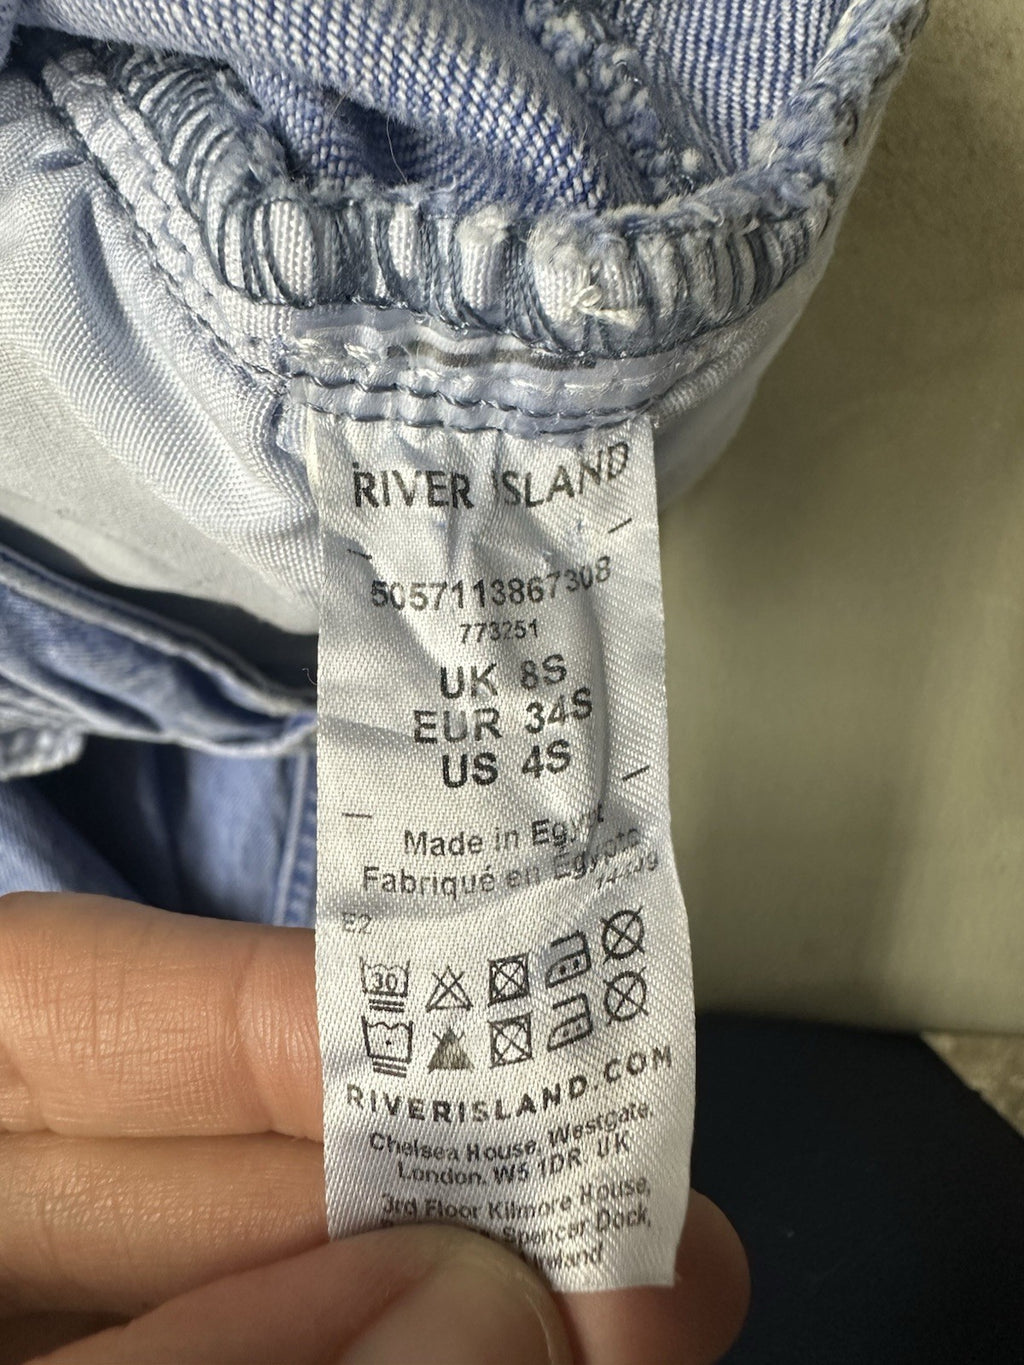 RIVER ISLAND
5057113867308
773251
UK 8S
EUR 34S
US 4S
Made in Egypt
Fabriqué en Egypte
E2
30
RIVERISLAND.COM
Chelsea House, Westgate,
London. W5 1DR. UK
3rd Floor Kilmore House,
Spencer Dock,